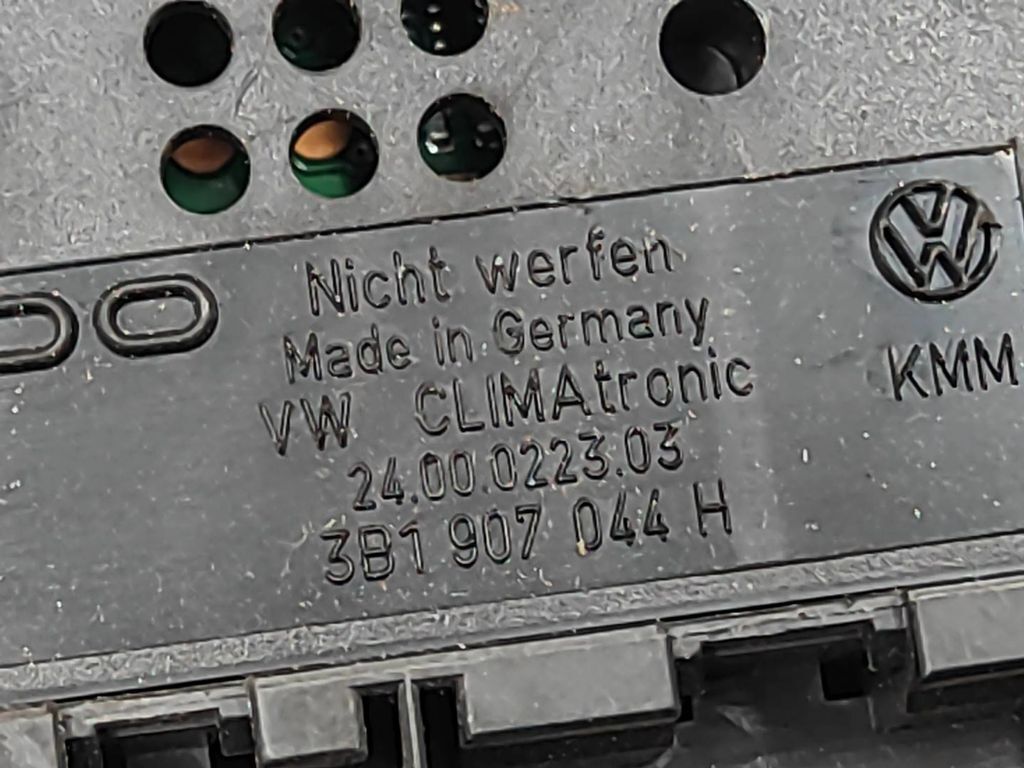 Nicht werfen
Made in Germany
VW CLIMAtronic
24.00.0223.03
3B1 907 044 H
KMM